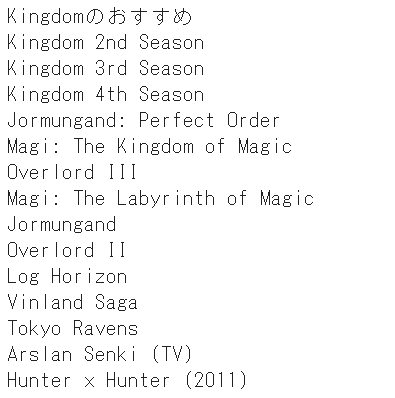 Kingdomのおすすめ
Kingdom 2nd Season
Kingdom 3rd Season
Kingdom 4th Season
Jormungand: Perfect Order
Magi: The Kingdom of Magic
Overlord III
Magi: The Labyrinth of Magic
Jormungand
Overlord II
Log Horizon
Vinland Saga
Tokyo Ravens
Arslan Senki (TV)
Hunter x Hunter (2011)